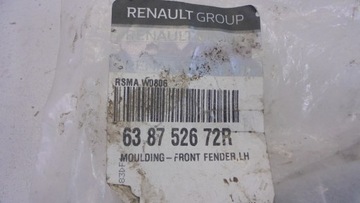 RENAULT GROUP
RSMA W0806
63 87 526 72R
MOULDING-FRONT FENDER,LH